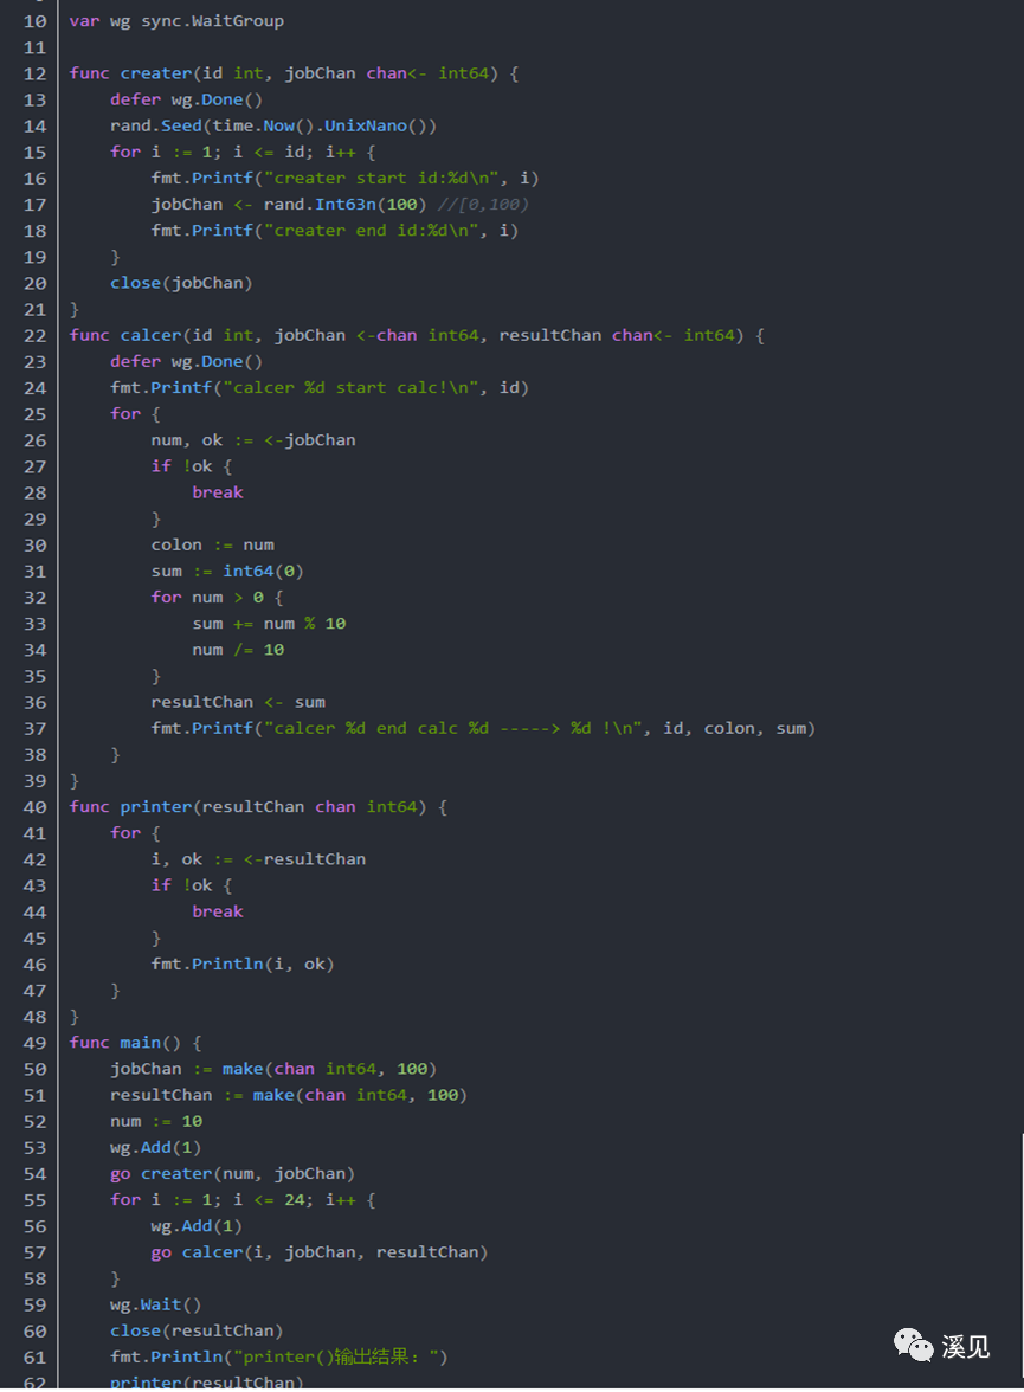 10 var wg sync.WaitGroup
11
12 func creater(id int, jobChan chan<- int64) {
13     defer wg.Done()
14     rand.Seed(time.Now().UnixNano())
15     for i := 1; i <= id; i++ {
16         fmt.Printf("creater start id:%d\n", i)
17         jobChan <- rand.Int63n(100) //[0,100)
18         fmt.Printf("creater end id:%d\n", i)
19     }
20     close(jobChan)
21 }
22 func calcer(id int, jobChan <-chan int64, resultChan chan<- int64) {
23     defer wg.Done()
24     fmt.Printf("calcer %d start calc!\n", id)
25     for {
26         num, ok := <-jobChan
27         if !ok {
28             break
29         }
30         colon := num
31         sum := int64(0)
32         for num > 0 {
33             sum += num % 10
34             num /= 10
35         }
36         resultChan <- sum
37         fmt.Printf("calcer %d end calc %d -----> %d !\n", id, colon, sum)
38     }
39 }
40 func printer(resultChan chan int64) {
41     for {
42         i, ok := <-resultChan
43         if !ok {
44             break
45         }
46         fmt.Println(i, ok)
47     }
48 }
49 func main() {
50     jobChan := make(chan int64, 100)
51     resultChan := make(chan int64, 100)
52     num := 10
53     wg.Add(1)
54     go creater(num, jobChan)
55     for i := 1; i <= 24; i++ {
56         wg.Add(1)
57         go calcer(i, jobChan, resultChan)
58     }
59     wg.Wait()
60     close(resultChan)
61     fmt.Println("printer()输出结果：")
62     printer(resultChan)
溪见